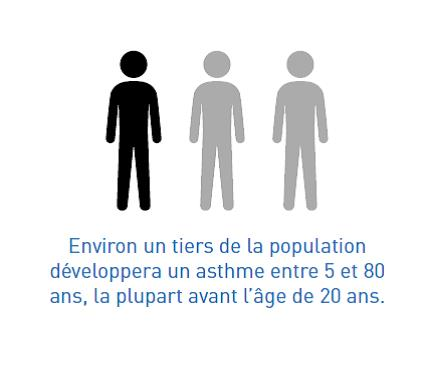 Environ un tiers de la population
développera un asthme entre 5 et 80
ans, la plupart avant l'âge de 20 ans.